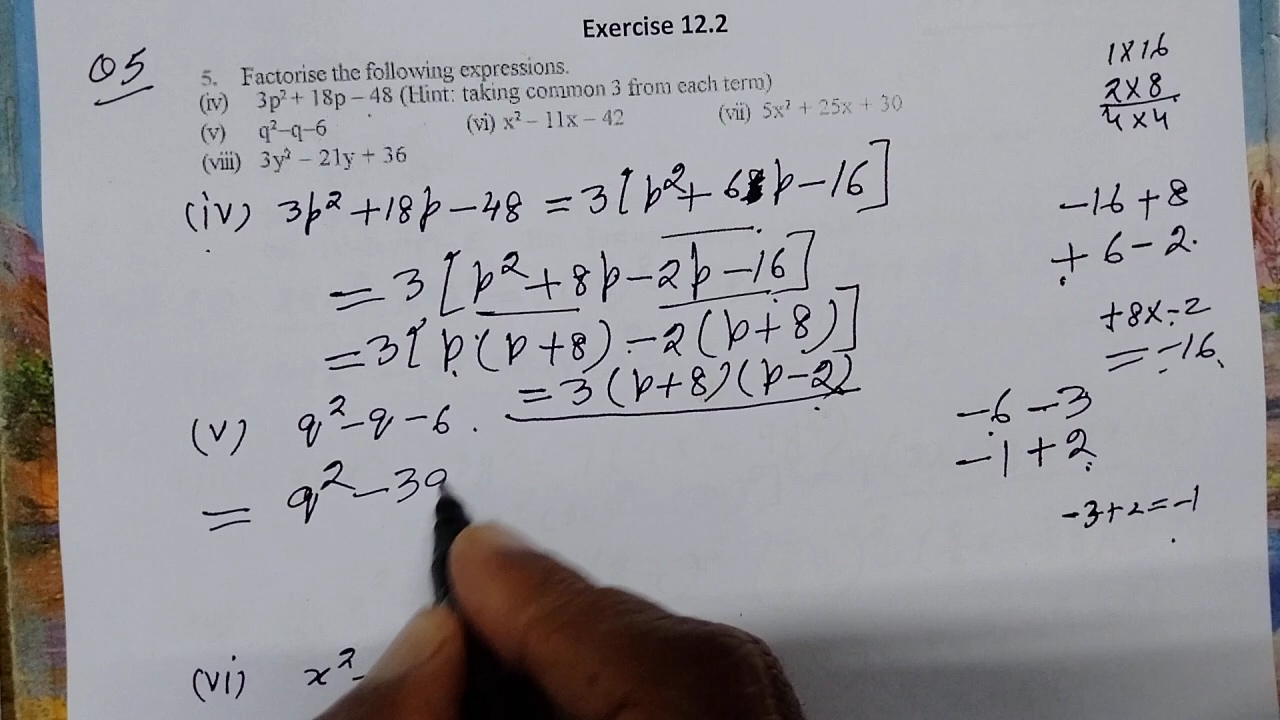 Exercise 12.2
Q5
5. Factorise the following expressions.
(iv) 3p² + 18p – 48 (Hint: taking common 3 from each term)
(v) q²–q–6 (vi) x² – 11x – 42 (vii) 5x² + 25x + 30
(viii) 3y² – 21y + 36
(iv) 3p² + 18p – 48 = 3[p² + 6p – 16]
= 3[p² + 8p – 2p – 16]
= 3[p(p + 8) – 2(p + 8)]
= 3(p + 8)(p – 2)
(v) q² – q – 6.
= q² – 3q
(vi) x² –
1 × 16
2 × 8
4 × 4
–16 + 8
+ 6 – 2.
+8 × –2
= –16
–6 – 3
–1 + 2
–3 + 2 = –1